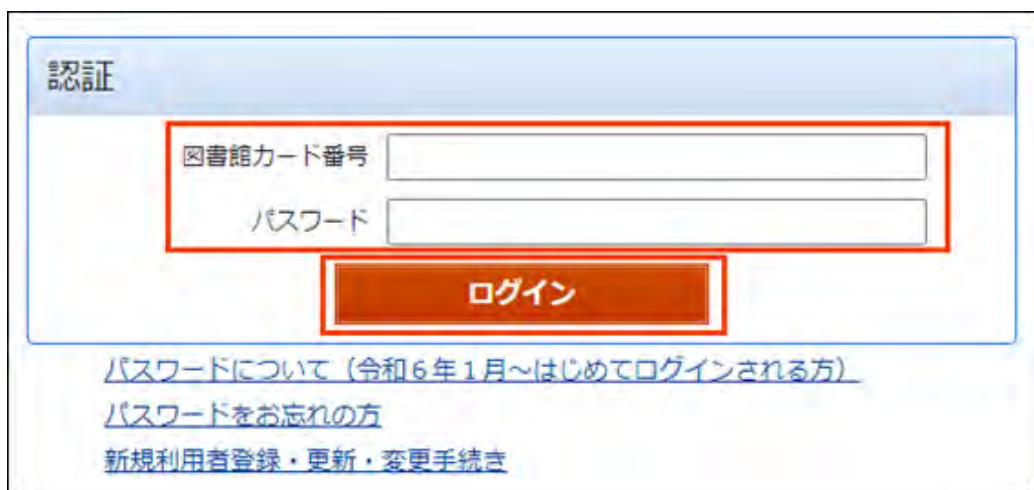 認証
図書館カード番号
パスワード
ログイン
パスワードについて（令和６年１月～はじめてログインされる方）
パスワードをお忘れの方
新規利用者登録・更新・変更手続き